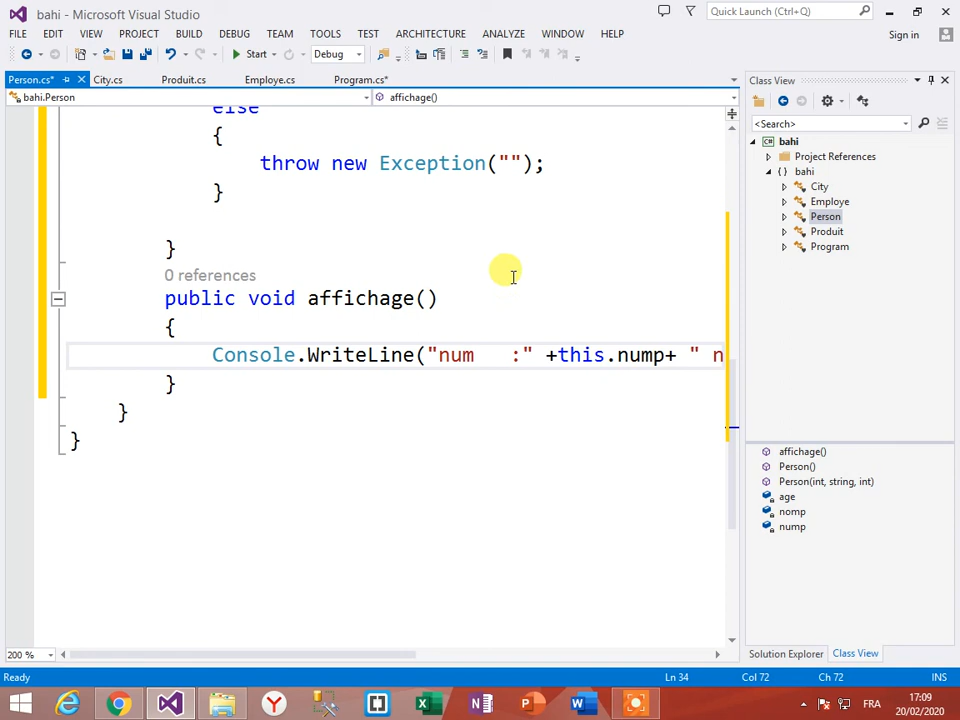 bahi - Microsoft Visual Studio
Quick Launch (Ctrl+Q)
FILE EDIT VIEW PROJECT BUILD DEBUG TEAM TOOLS TEST ARCHITECTURE ANALYZE WINDOW HELP
Sign in
Start Debug
Person.cs* City.cs Produit.cs Employe.cs Program.cs*
bahi.Person affichage()
else
{
throw new Exception("");
}
}
0 references
public void affichage()
{
Console.WriteLine("num   :" +this.nump+ " n
}
}
}
200 %
Class View
<Search>
bahi
Project References
bahi
City
Employe
Person
Produit
Program
affichage()
Person()
Person(int, string, int)
age
nomp
nump
Solution Explorer Class View
Ready Ln 34 Col 72 Ch 72 INS
FRA
17:09
20/02/2020